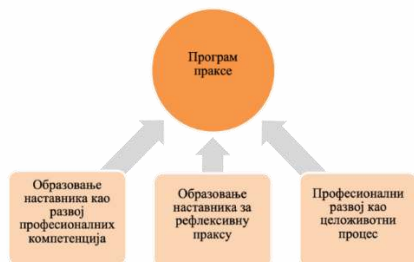 Програм
праксе
Образовање
наставника као
развој
професионалних
компетенција
Образовање
наставника за
рефлексивну
праксу
Професионални
развој као
целоживотни
процес